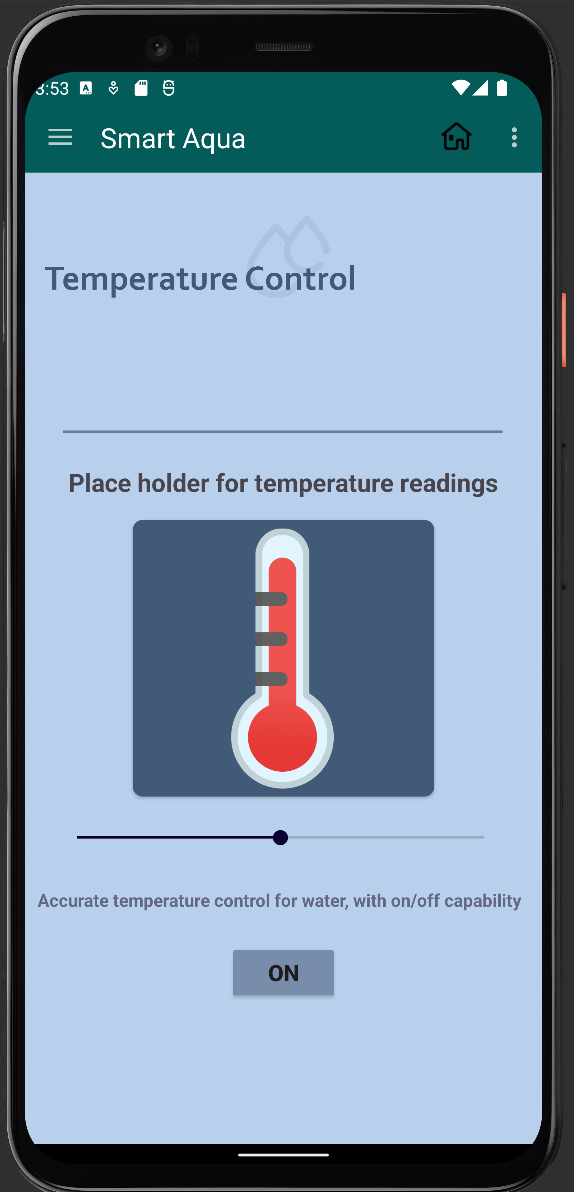 3:53
Smart Aqua
Temperature Control
Place holder for temperature readings
Accurate temperature control for water, with on/off capability
ON